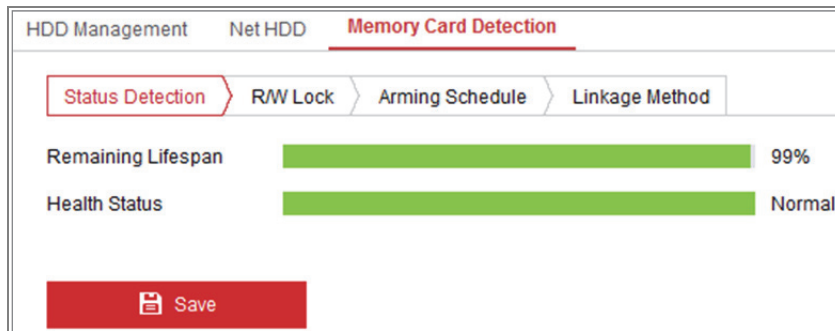 HDD Management Net HDD Memory Card Detection
Status Detection R/W Lock Arming Schedule Linkage Method
Remaining Lifespan 99%
Health Status Normal
Save